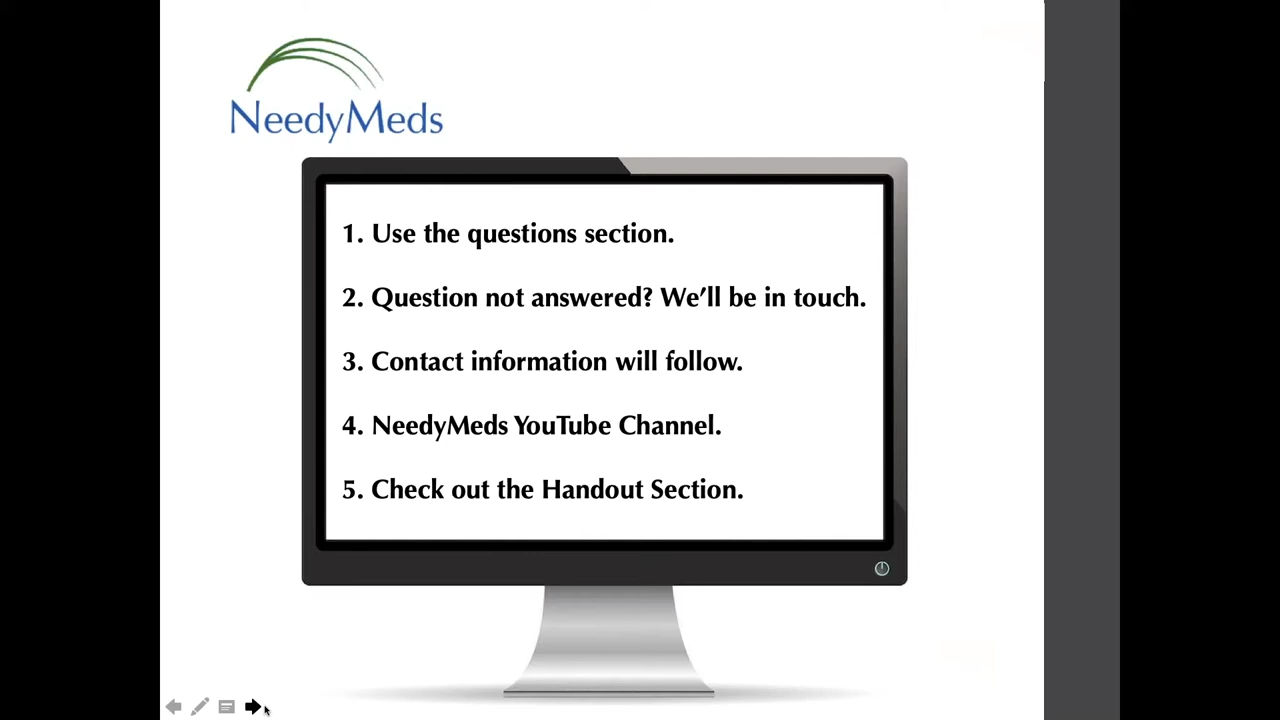 NeedyMeds
1. Use the questions section.
2. Question not answered? We’ll be in touch.
3. Contact information will follow.
4. NeedyMeds YouTube Channel.
5. Check out the Handout Section.